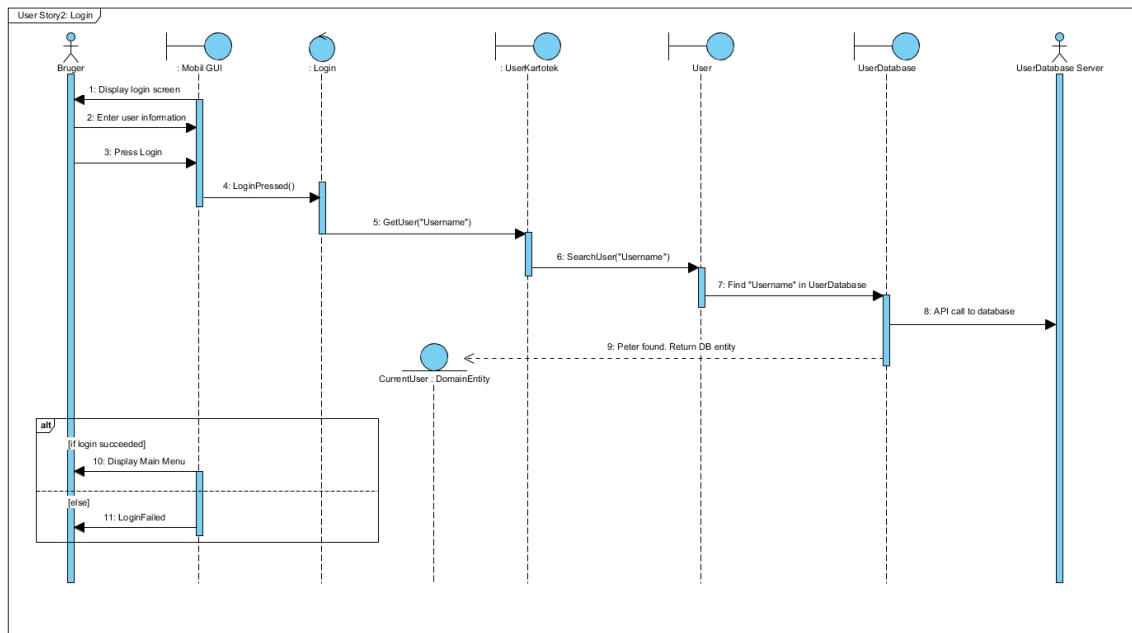 User Story2: Login
Bruger
: Mobil GUI
: Login
: UserKartotek
User
UserDatabase
UserDatabase Server
1: Display login screen
2: Enter user information
3: Press Login
4: LoginPressed()
5: GetUser("Username")
6: SearchUser("Username")
7: Find "Username" in UserDatabase
8: API call to database
9: Peter found. Return DB entity
CurrentUser : DomainEntity
alt
[if login succeeded]
10: Display Main Menu
[else]
11: LoginFailed